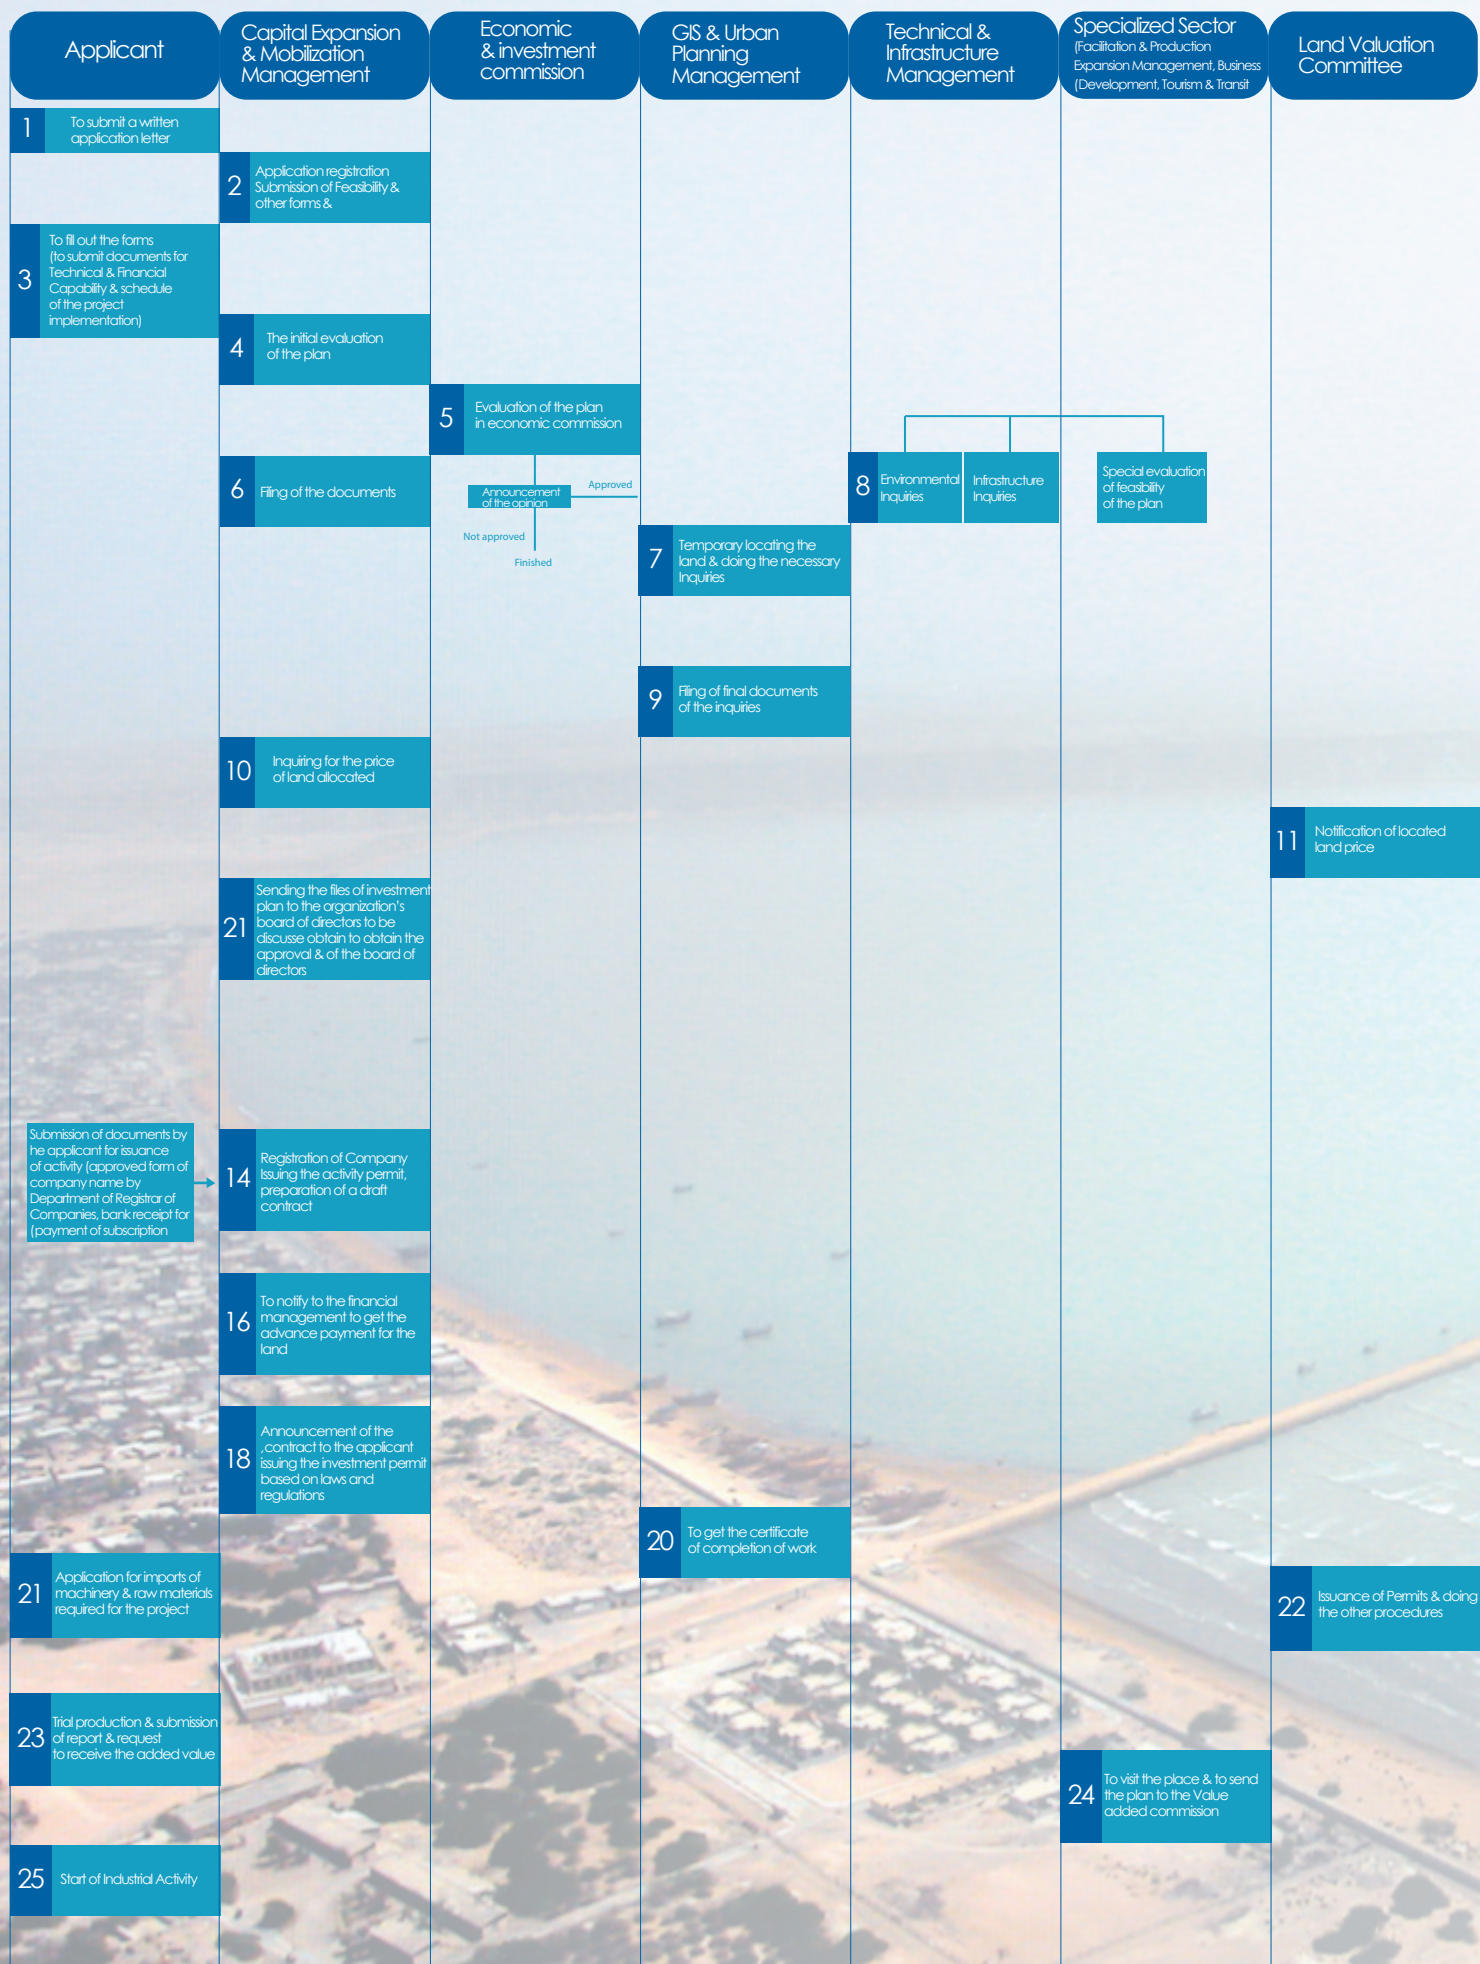 Applicant
Capital Expansion
& Mobilization
Management
Economic
& investment
commission
GIS & Urban
Planning
Management
Technical &
Infrastructure
Management
Specialized Sector
(Facilitation & Production
Expansion Management, Business
(Development, Tourism & Transit
Land Valuation
Committee
1
To submit a written
application letter
2
Application registration
Submission of Feasibility &
other forms &
3
To fill out the forms
(to submit documents for
Technical & Financial
Capability & schedule
of the project
implementation)
4
The initial evaluation
of the plan
5
Evaluation of the plan
in economic commission
Announcement
of the opinion
Approved
Not approved
Finished
6
Filing of the documents
8
Environmental
Inquiries
Infrastructure
Inquiries
Special evaluation
of feasibility
of the plan
7
Temporary locating the
land & doing the necessary
Inquiries
9
Filing of final documents
of the inquiries
10
Inquiring for the price
of land allocated
11
Notification of located
land price
21
Sending the files of investment
plan to the organization's
board of directors to be
discusse obtain to obtain the
approval & of the board of
directors
Submission of documents by
he applicant for issuance
of activity (approved form of
company name by
Department of Registrar of
Companies, bank receipt for
(payment of subscription
14
Registration of Company
Issuing the activity permit,
preparation of a draft
contract
16
To notify to the financial
management to get the
advance payment for the
land
18
Announcement of the
,contract to the applicant
issuing the investment permit
based on laws and
regulations
20
To get the certificate
of completion of work
21
Application for imports of
machinery & raw materials
required for the project
22
Issuance of Permits & doing
the other procedures
23
Trial production & submission
of report & request
to receive the added value
24
To visit the place & to send
the plan to the Value
added commission
25
Start of Industrial Activity